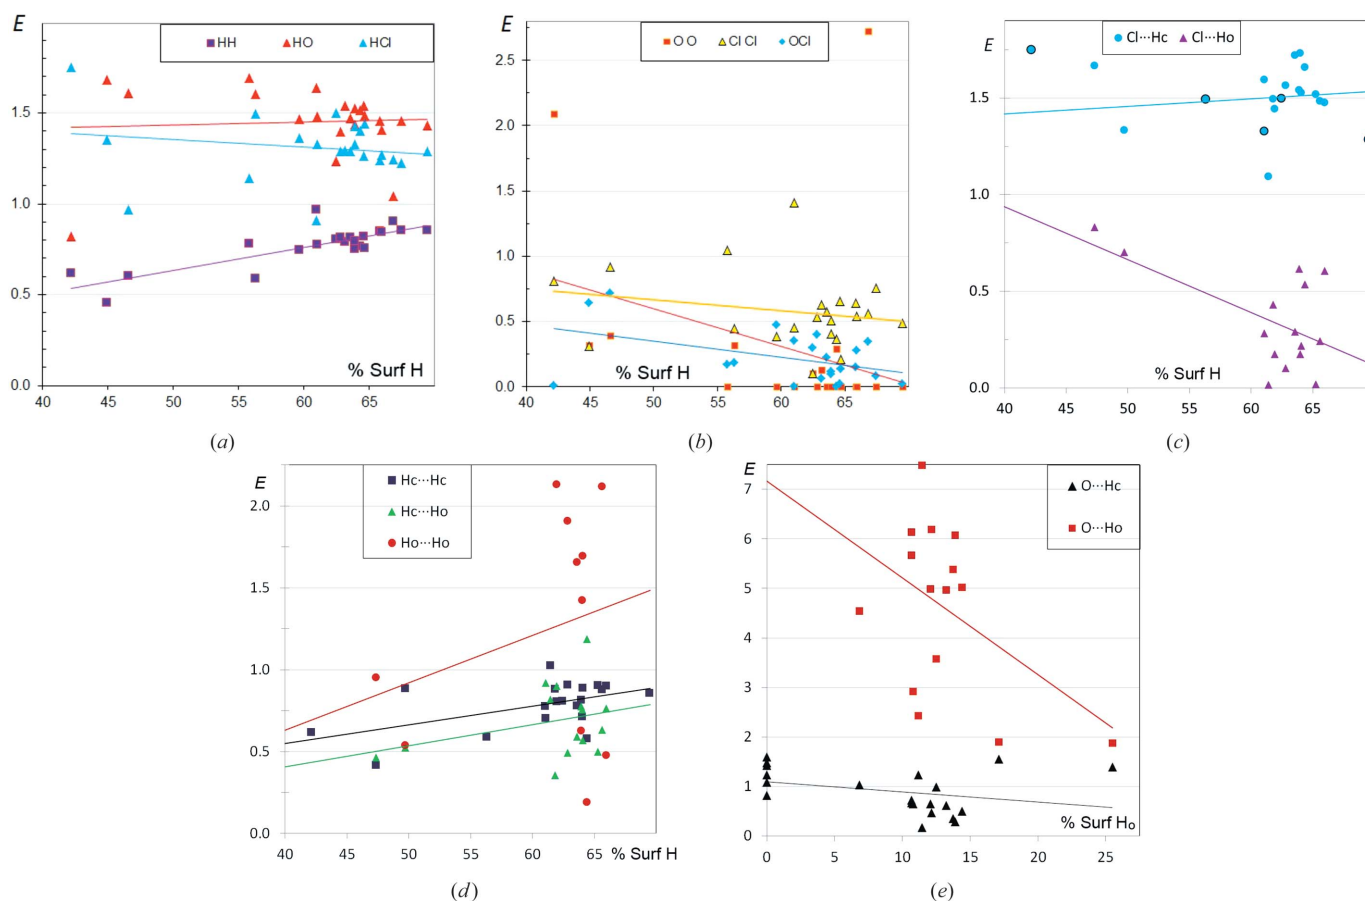 E
HH HO HCl
2.0
1.5
1.0
0.5
0.0
% Surf H
40 45 50 55 60 65
(a)
E
O O Cl Cl OCl
2.5
2.0
1.5
1.0
0.5
0.0
% Surf H
40 45 50 55 60 65
(b)
E
Cl···Hc Cl···Ho
1.5
1.0
0.5
0.0
% Surf H
40 50 60
(c)
E
Hc···Hc
Hc···Ho
Ho···Ho
2.0
1.5
1.0
0.5
0.0
40 45 50 55 60 65 % Surf H
(d)
E
O···Hc
O···Ho
7
6
5
4
3
2
1
0
% Surf Ho
0 5 10 15 20 25
(e)